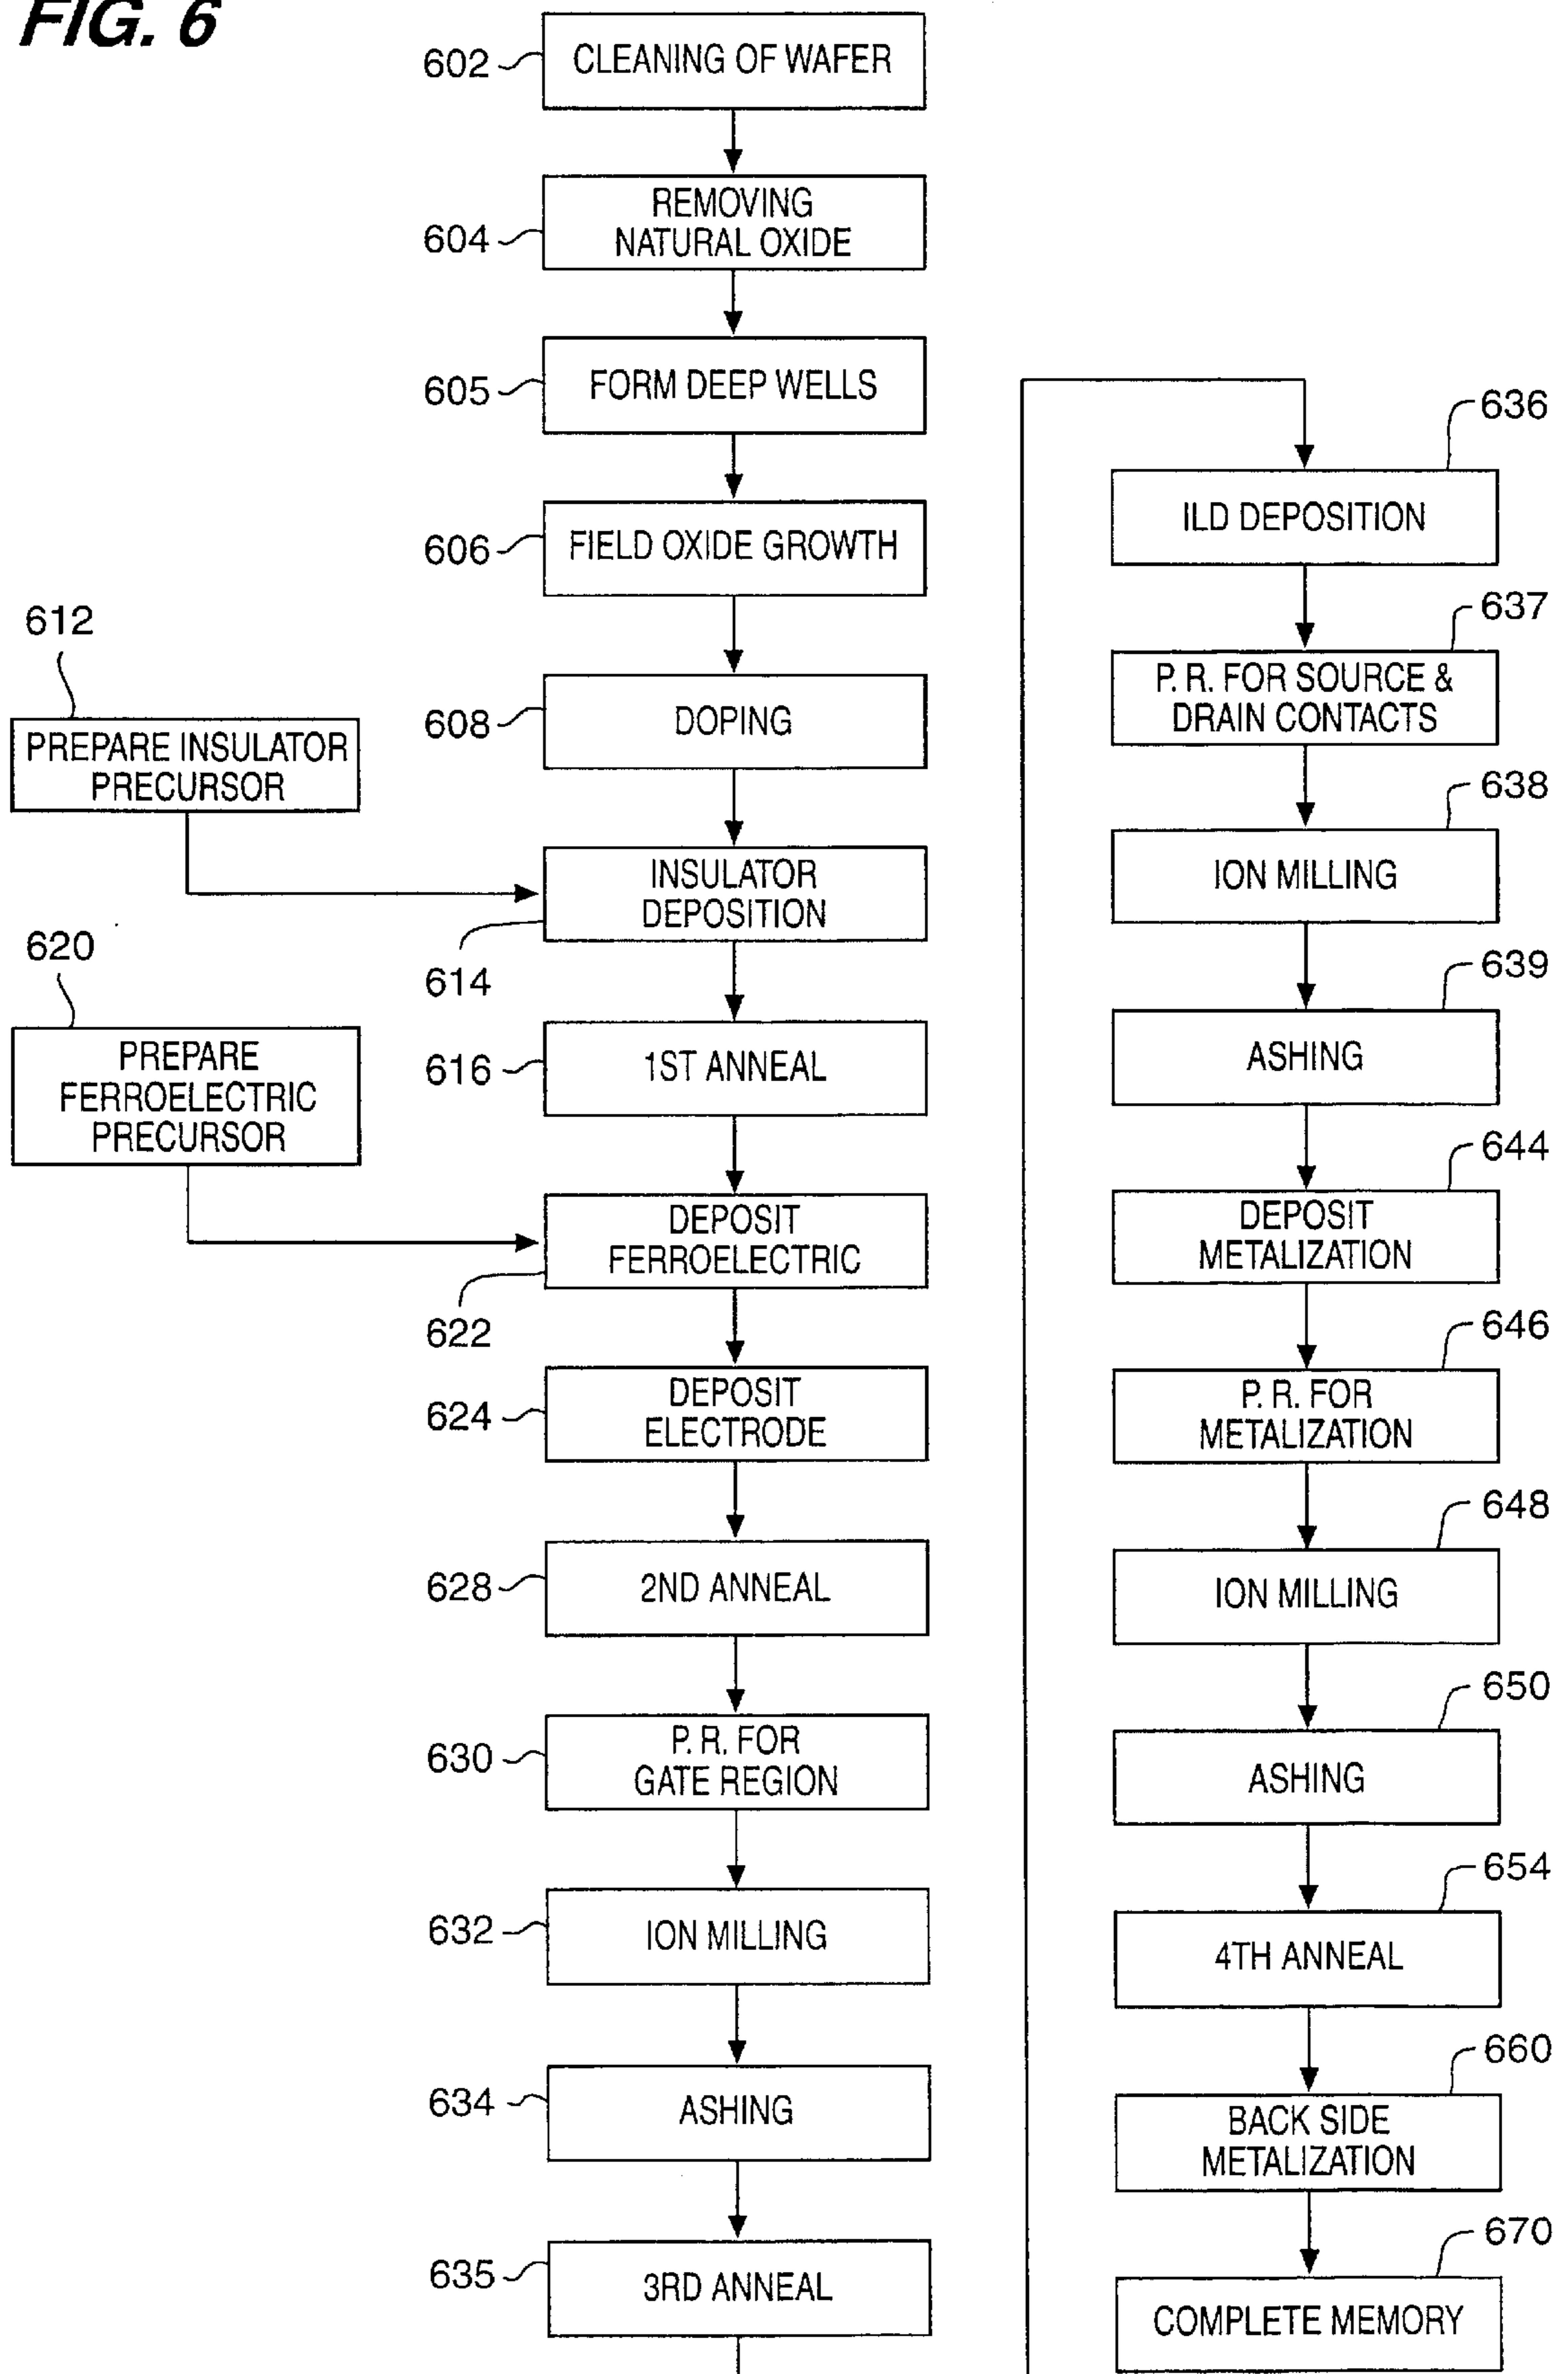 FIG. 6
602
CLEANING OF WAFER
604
REMOVING
NATURAL OXIDE
605
FORM DEEP WELLS
606
FIELD OXIDE GROWTH
608
DOPING
612
PREPARE INSULATOR
PRECURSOR
INSULATOR
DEPOSITION
614
616
1ST ANNEAL
620
PREPARE
FERROELECTRIC
PRECURSOR
DEPOSIT
FERROELECTRIC
622
624
DEPOSIT
ELECTRODE
628
2ND ANNEAL
630
P. R. FOR
GATE REGION
632
ION MILLING
634
ASHING
635
3RD ANNEAL
636
ILD DEPOSITION
637
P. R. FOR SOURCE &
DRAIN CONTACTS
638
ION MILLING
639
ASHING
644
DEPOSIT
METALIZATION
646
P. R. FOR
METALIZATION
648
ION MILLING
650
ASHING
654
4TH ANNEAL
660
BACK SIDE
METALIZATION
670
COMPLETE MEMORY